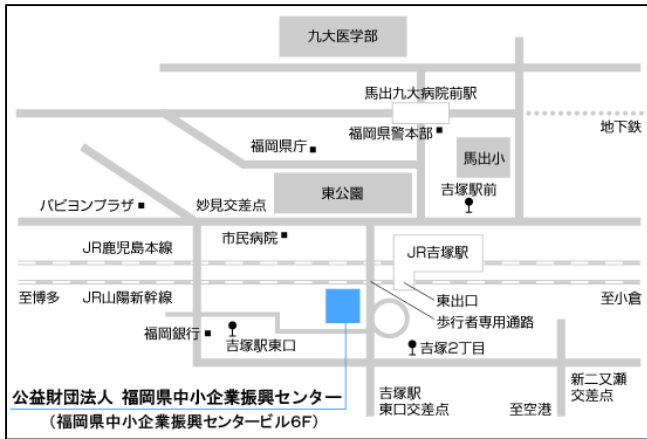 九大医学部
馬出九大病院前駅
地下鉄
福岡県警本部
福岡県庁
馬出小
東公園
吉塚駅前
パピヨンプラザ
妙見交差点
市民病院
JR鹿児島本線
JR吉塚駅
至博多
JR山陽新幹線
東出口
至小倉
歩行者専用通路
福岡銀行
吉塚駅東口
吉塚2丁目
公益財団法人 福岡県中小企業振興センター
（福岡県中小企業振興センタービル6F）
吉塚駅
東口交差点
至空港
新二又瀬
交差点